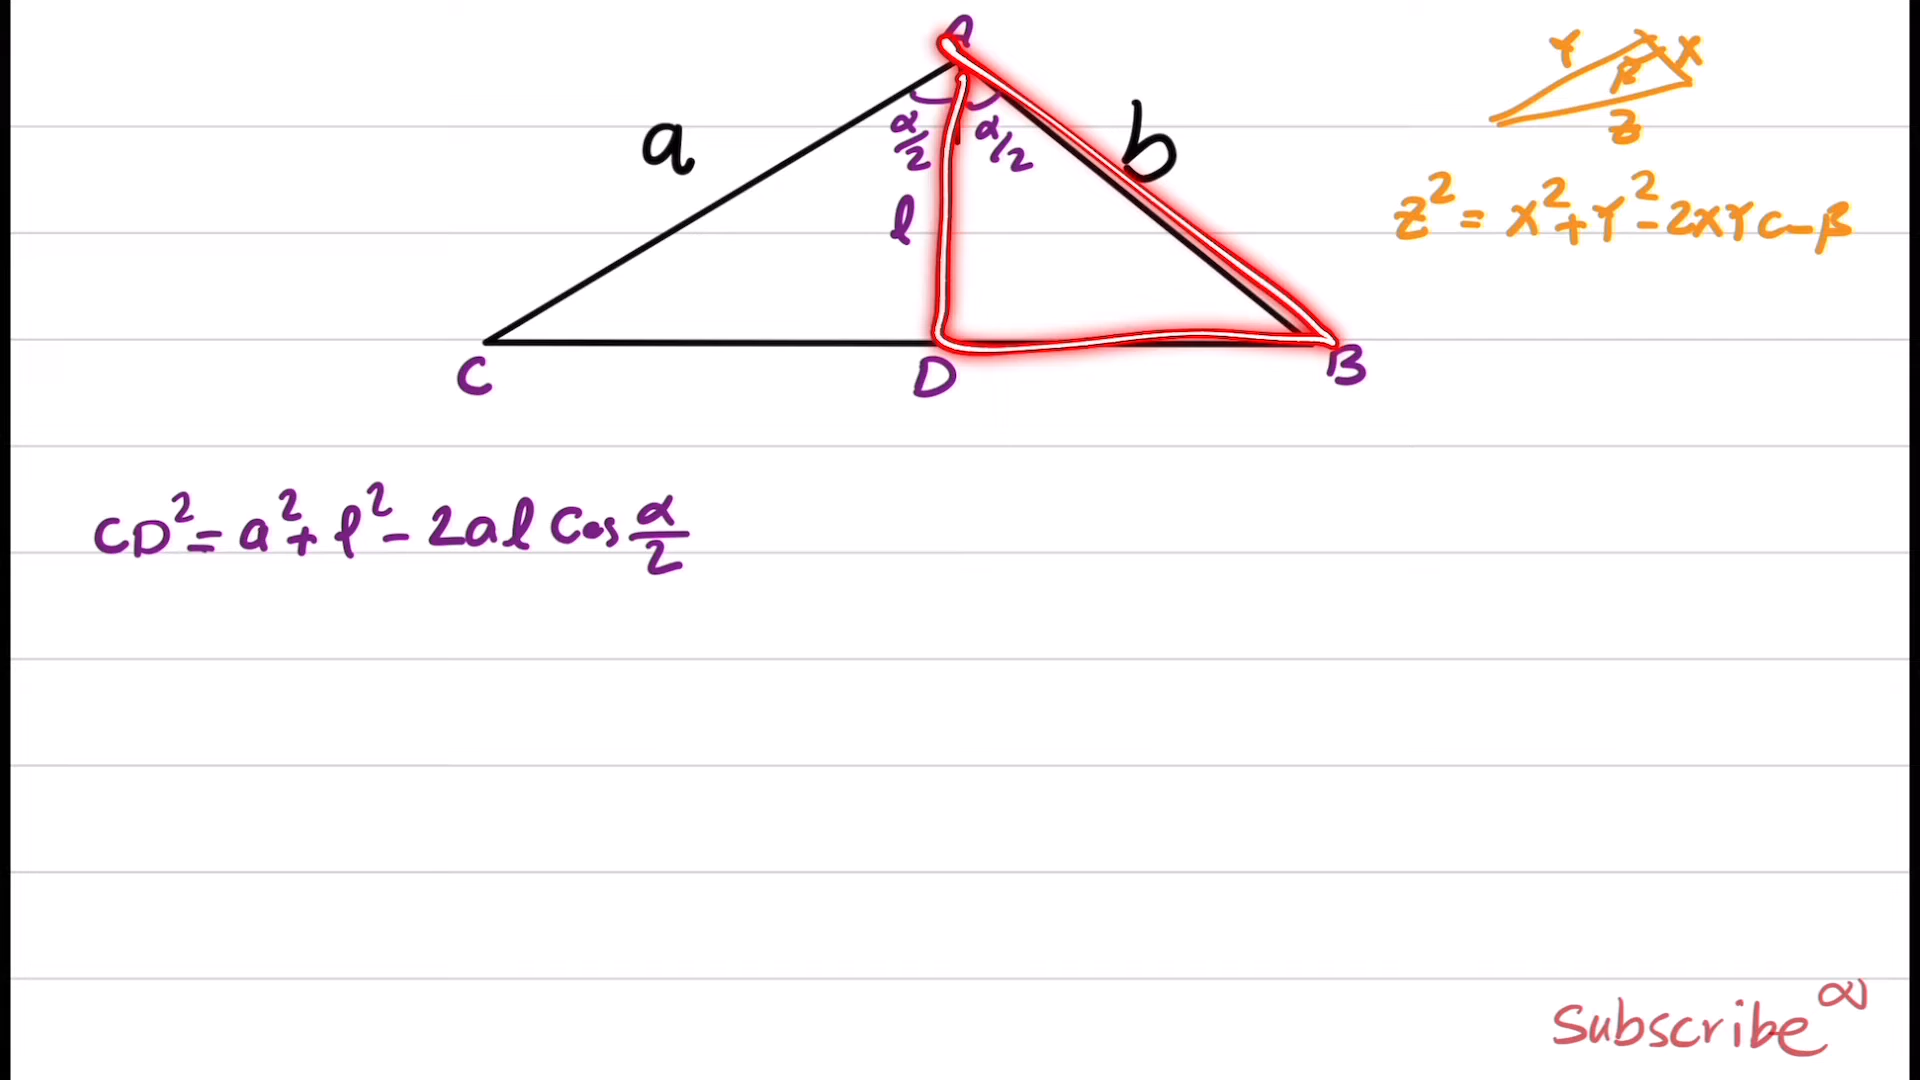 A
Y X
β
Z
a
α/2 α/2
b
l
Z² = X² + Y² - 2XY C-β
C D B
CD² = a² + l² - 2al Cos α/2
Subscribe